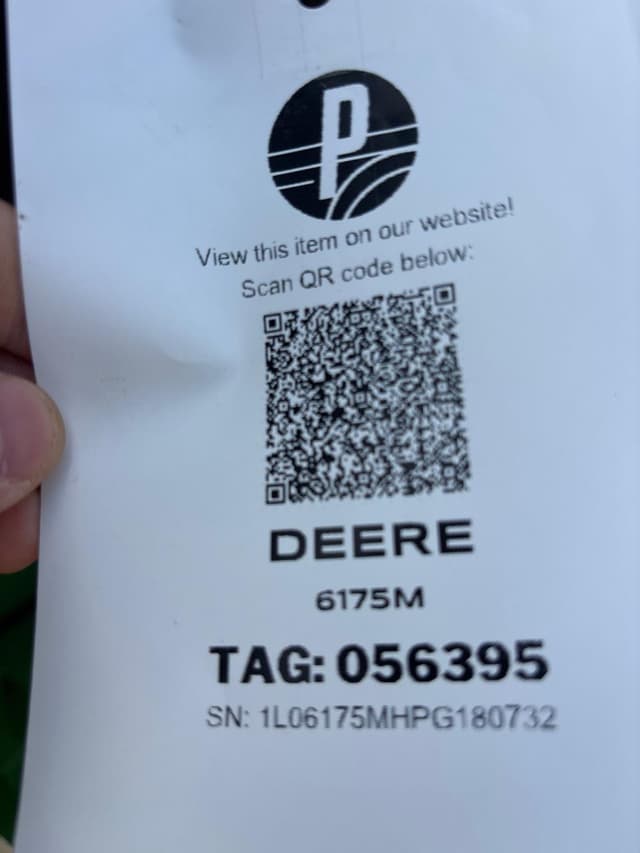 P
View this item on our website!
Scan QR code below:
DEERE
6175M
TAG: 056395
SN: 1L06175MHPG180732